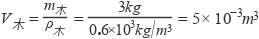 V木 = m木/ρ木 = 3kg/0.6×10³kg/m³ = 5×10⁻³m³